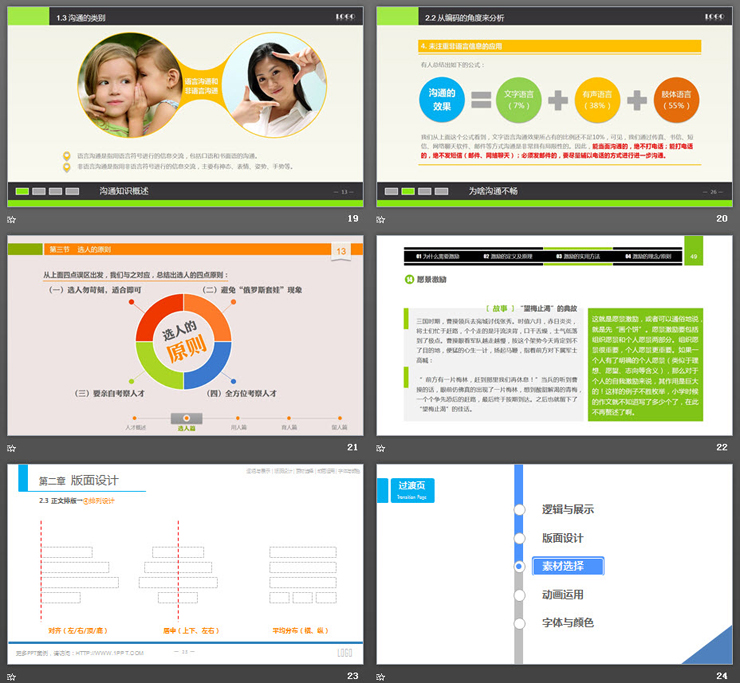 1.3 沟通的类别
LOGO
语言沟通和
非语言沟通
语言沟通是指用语言符号进行的信息交流，包括口语和书面语的沟通。
非语言沟通是指用非语言符号进行的信息交流，主要有神态、表情、姿势、手势等。
沟通知识概述
— 13 —
19
2.2 从编码的角度来分析
LOGO
4. 未注重非语言信息的应用
有人总结出如下的公式：
沟通的
效果
文字语言
（7%）
有声语言
（38%）
肢体语言
（55%）
我们从上面这个公式看到，文字语言沟通效果所占有的比例还不足10%，可见，我们通过传真、书信、短
信、网络聊天软件、邮件等方式沟通是非常具有局限性的。因此，能当面沟通的，绝不打电话；能打电话
的，绝不发短信（邮件、网络聊天）；必须发邮件的，要尽量辅以电话的方式进行进一步沟通。
为啥沟通不畅
— 26 —
20
第三节 选人的原则
13
从上面四点误区出发，我们与之对应，总结出选人的四点原则：
（一）选人勿苛刻，适合即可
（二）避免“俄罗斯套娃”现象
选人的
原则
（三）要亲自考察人才
（四）全方位考察人才
人才概述
选人篇
用人篇
育人篇
留人篇
21
01 为什么需要激励
02 激励的定义及原理
03 激励的实用方法
04 激励的理念/原则
49
14 愿景激励
【 故事 】 “望梅止渴”的典故
三国时期，曹操领兵去宛城讨伐张秀。时值六月，赤日炎炎，
将士们忙于赶路，个个走的是汗流浃背，口干舌燥，士气低落
到了极点。曹操眼看军队越走越慢，按这个架势今天肯定到不
了目的地，便猛的心生一计，扬起马鞭，指着前方对下属军士
高喊：
“前方有一片梅林，赶到那里我们再休息！”当兵的听到曹
操的话，眼前仿佛真的出现了一片梅林，想到酸甜解渴的青梅，
一个个争先恐后的赶路，最后终于按期到达。之后也就留下了
“望梅止渴”的佳话。
这就是愿景激励，或者可以通俗地说
就是先“画个饼”。愿景激励要包括
组织愿景和个人愿景两部分。组织愿
景很重要，个人愿景更重要。如果一
个人有了明确的个人愿景（类似于理
想、愿望、志向等含义），那么对于
个人的自我激励来说，其作用是巨大
的！这样的例子不胜枚举，小学时候
的作文就不知道写了多少个了，在此
不再赘述了啊。
22
第二章 版面设计
2.3 正文排版—④排列设计
对齐（左/右/顶/底）
居中（上下、左右）
平均分布（横、纵）
更多PPT案例，请访问：HTTP://WWW.1PPT.COM
LOGO
23
过渡页
Transition Page
逻辑与展示
版面设计
素材选择
动画运用
字体与颜色
24